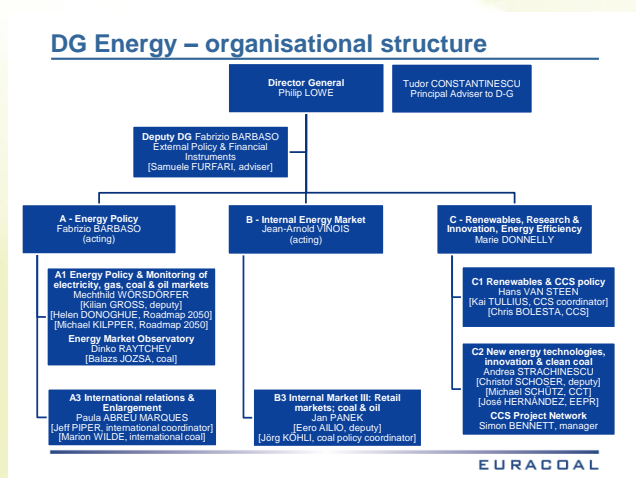 DG Energy – organisational structure
Director General
Philip LOWE
Tudor CONSTANTINESCU
Principal Adviser to D-G
Deputy DG Fabrizio BARBASO
External Policy & Financial
Instruments
[Samuele FURFARI, adviser]
A - Energy Policy
Fabrizio BARBASO
(acting)
B - Internal Energy Market
Jean-Arnold VINOIS
(acting)
C - Renewables, Research &
Innovation, Energy Efficiency
Marie DONNELLY
A1 Energy Policy & Monitoring of
electricity, gas, coal & oil markets
Mechthild WÖRSDÖRFER
[Kilian GROSS, deputy]
[Helen DONOGHUE, Roadmap 2050]
[Michael KILPPER, Roadmap 2050]
Energy Market Observatory
Dinko RAYTCHEV
[Balazs JOZSA, coal]
C1 Renewables & CCS policy
Hans VAN STEEN
[Kai TULLIUS, CCS coordinator]
[Chris BOLESTA, CCS]
C2 New energy technologies,
innovation & clean coal
Andrea STRACHINESCU
[Christof SCHOSER, deputy]
[Michael SCHÜTZ, CCT]
[José HERNÁNDEZ, EEPR]
CCS Project Network
Simon BENNETT, manager
A3 International relations &
Enlargement
Paula ABREU MARQUES
[Jeff PIPER, international coordinator]
[Marion WILDE, international coal]
B3 Internal Market III: Retail
markets; coal & oil
Jan PANEK
[Eero AILIO, deputy]
[Jörg KÖHLI, coal policy coordinator]
EURACOAL